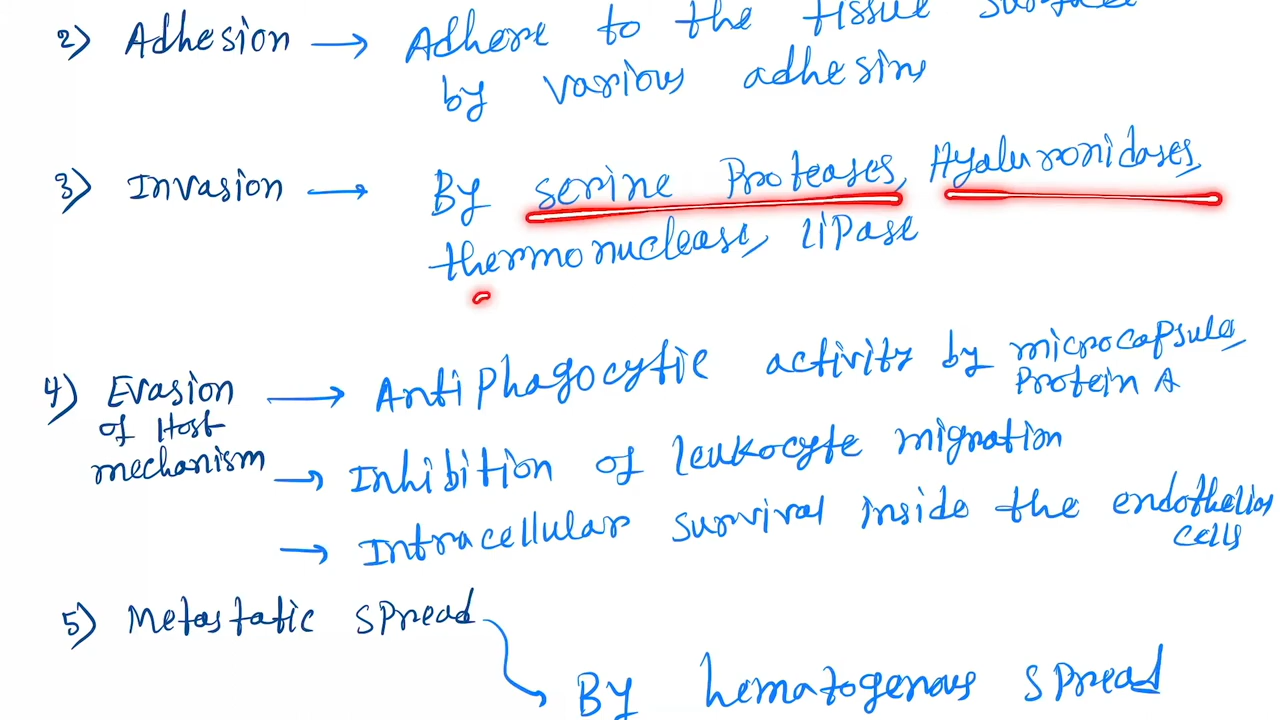 2) Adhesion → Adhere to the tissue surface
by various adhesins
3) Invasion → By serine Proteases, Hyaluronidases,
thermonuclease, liPase
4) Evasion → AntiPhagocytic activity by microcapsule,
of Host
Protein A
mechanism
→ Inhibition of leukocyte migration
→ Intracellular survival inside the endothelial
cells
5) Metastatic spread
By hematogenous spread